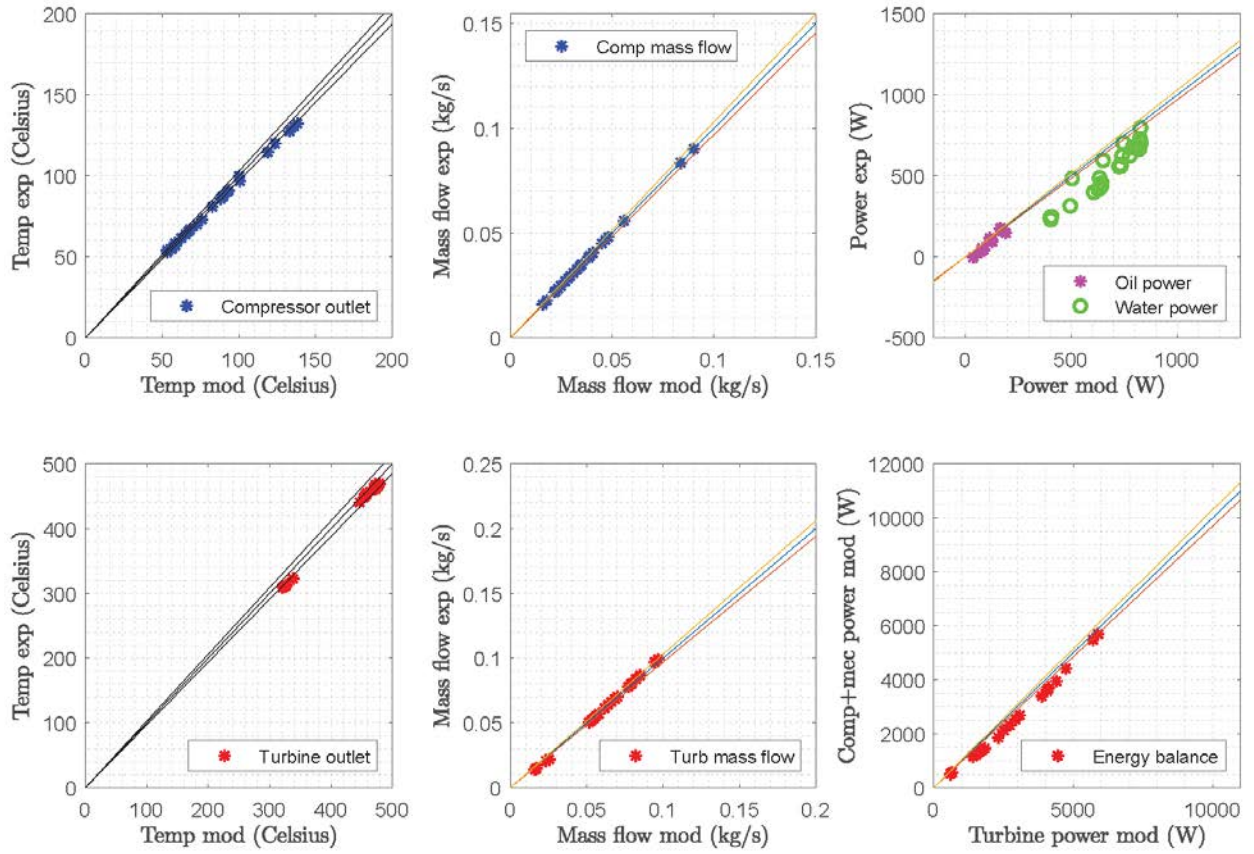 200
150
100
50
0
Temp exp (Celsius)
Compressor outlet
0 50 100 150 200
Temp mod (Celsius)
0.15
0.1
0.05
0
Mass flow exp (kg/s)
Comp mass flow
0 0.05 0.1 0.15
Mass flow mod (kg/s)
1500
1000
500
0
-500
Power exp (W)
Oil power
Water power
0 500 1000
Power mod (W)
500
400
300
200
100
0
Temp exp (Celsius)
Turbine outlet
0 100 200 300 400 500
Temp mod (Celsius)
0.25
0.2
0.15
0.1
0.05
0
Mass flow exp (kg/s)
Turb mass flow
0 0.05 0.1 0.15 0.2
Mass flow mod (kg/s)
12000
10000
8000
6000
4000
2000
0
Comp+mec power mod (W)
Energy balance
0 5000 10000
Turbine power mod (W)